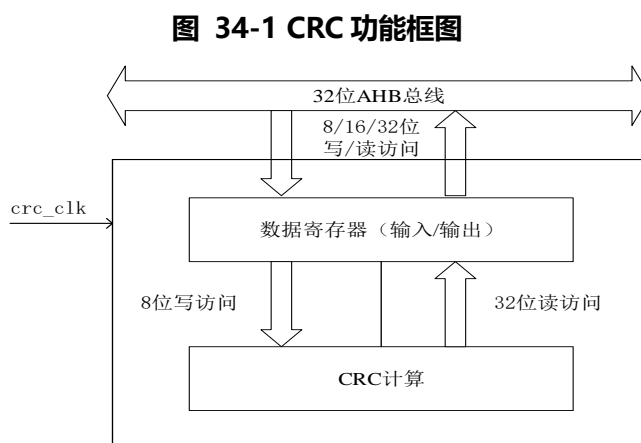 图 34-1 CRC 功能框图
32位AHB总线
8/16/32位
写/读访问
crc_clk
数据寄存器（输入/输出）
8位写访问
32位读访问
CRC计算